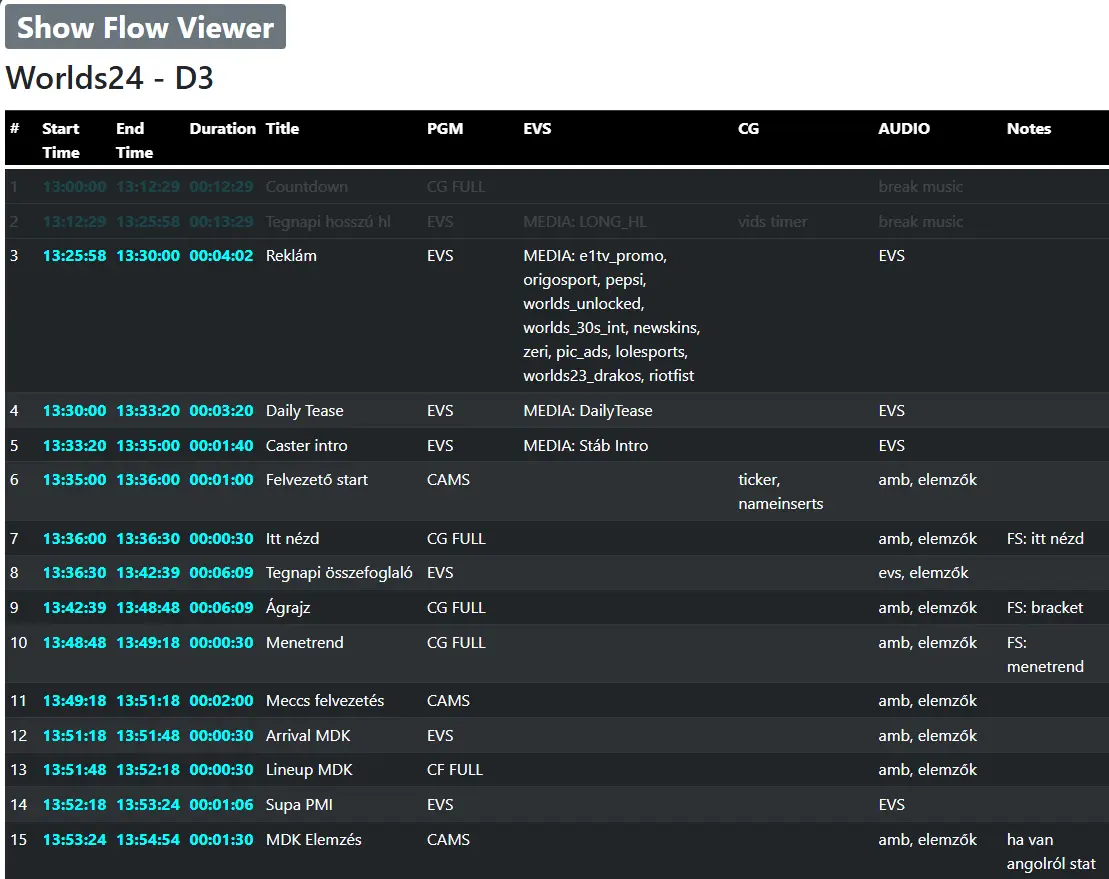 Show Flow Viewer
Worlds24 - D3
# Start Time End Time Duration Title PGM EVS CG AUDIO Notes
1 13:00:00 13:12:29 00:12:29 Countdown CG FULL break music
2 13:12:29 13:25:58 00:13:29 Tegnapi hosszú hl EVS MEDIA: LONG_HL vids timer break music
3 13:25:58 13:30:00 00:04:02 Reklám EVS MEDIA: e1tv_promo, EVS
origosport, pepsi,
worlds_unlocked,
worlds_30s_int, newskins,
zeri, pic_ads, lolesports,
worlds23_drakos, riotfist
4 13:30:00 13:33:20 00:03:20 Daily Tease EVS MEDIA: DailyTease EVS
5 13:33:20 13:35:00 00:01:40 Caster intro EVS MEDIA: Stáb Intro EVS
6 13:35:00 13:36:00 00:01:00 Felvezető start CAMS ticker, amb, elemzők
nameinserts
7 13:36:00 13:36:30 00:00:30 Itt nézd CG FULL amb, elemzők FS: itt nézd
8 13:36:30 13:42:39 00:06:09 Tegnapi összefoglaló EVS evs, elemzők
9 13:42:39 13:48:48 00:06:09 Ágrajz CG FULL amb, elemzők FS: bracket
10 13:48:48 13:49:18 00:00:30 Menetrend CG FULL amb, elemzők FS:
menetrend
11 13:49:18 13:51:18 00:02:00 Meccs felvezetés CAMS amb, elemzők
12 13:51:18 13:51:48 00:00:30 Arrival MDK EVS amb, elemzők
13 13:51:48 13:52:18 00:00:30 Lineup MDK CF FULL amb, elemzők
14 13:52:18 13:53:24 00:01:06 Supa PMI EVS EVS
15 13:53:24 13:54:54 00:01:30 MDK Elemzés CAMS amb, elemzők ha van
angolról stat